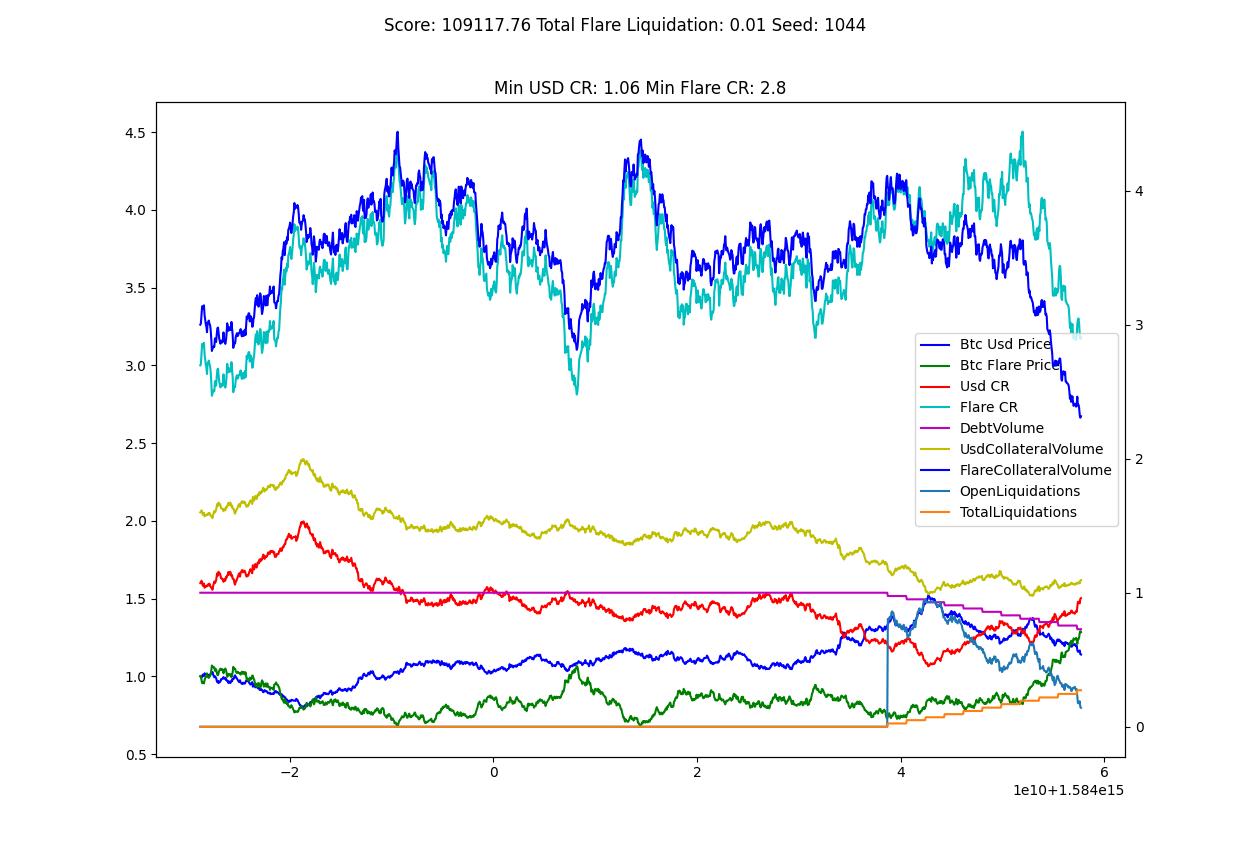 Score: 109117.76 Total Flare Liquidation: 0.01 Seed: 1044
Min USD CR: 1.06 Min Flare CR: 2.8
4.5
4.0
3.5
3.0
2.5
2.0
1.5
1.0
0.5
4
3
2
1
0
Btc Usd Price
Btc Flare Price
Usd CR
Flare CR
DebtVolume
UsdCollateralVolume
FlareCollateralVolume
OpenLiquidations
TotalLiquidations
−2 0 2 4 6
1e10+1.584e15